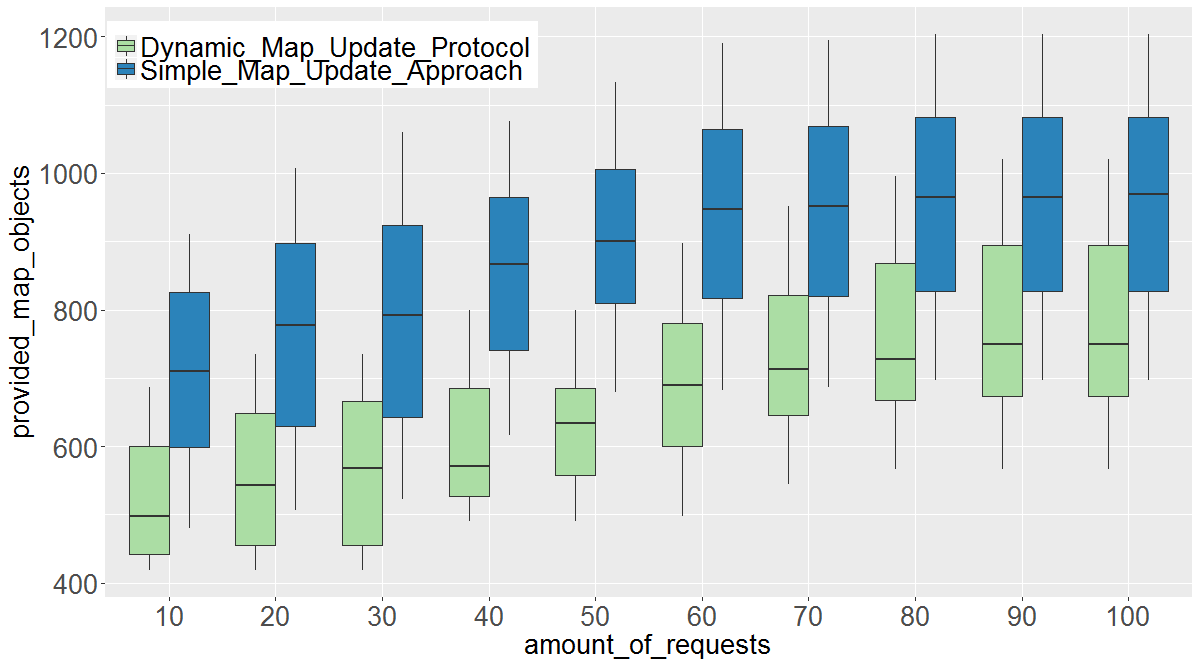 Dynamic_Map_Update_Protocol
Simple_Map_Update_Approach
provided_map_objects
1200
1000
800
600
400
10 20 30 40 50 60 70 80 90 100
amount_of_requests